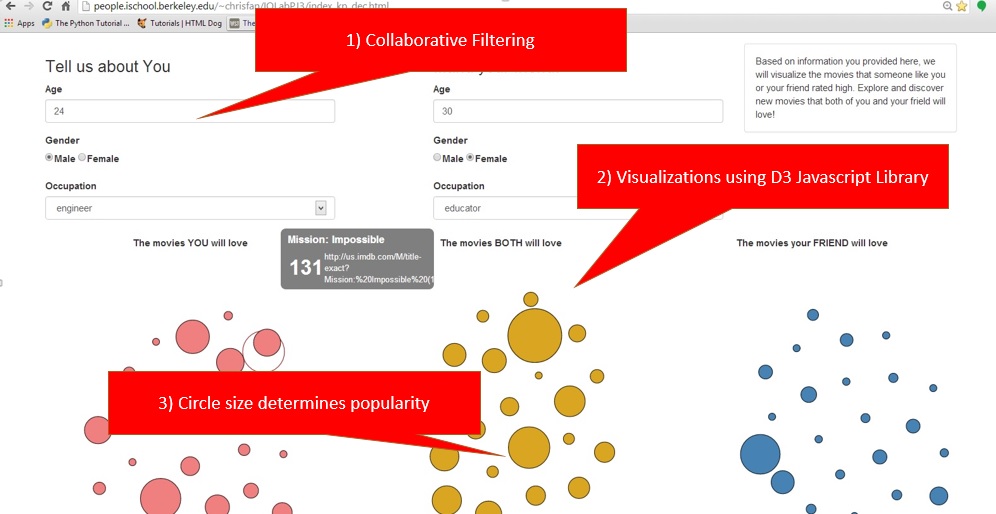 people.ischool.berkeley.edu/~chrisfan/IOLabPJ3/index_kp_dec.html
Apps The Python Tutorial ... Tutorials | HTML Dog The
1) Collaborative Filtering
Tell us about You
Age
24
Gender
Male Female
Occupation
engineer
Age
30
Gender
Male Female
Occupation
educator
Based on information you provided here, we
will visualize the movies that someone like you
or your friend rated high. Explore and discover
new movies that both of you and your frield will
love!
2) Visualizations using D3 Javascript Library
The movies YOU will love
The movies BOTH will love
The movies your FRIEND will love
Mission: Impossible
131
http://us.imdb.com/M/title-
exact?
Mission:%20Impossible%20(1
3) Circle size determines popularity